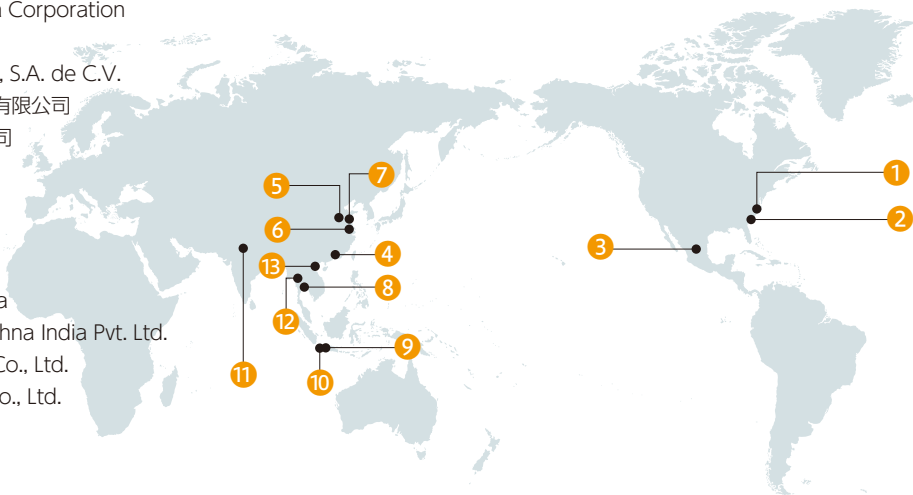 Corporation
, S.A. de C.V.
有限公司
司
a
hna India Pvt. Ltd.
Co., Ltd.
o., Ltd.
1
2
3
4
5
6
7
8
9
10
11
12
13